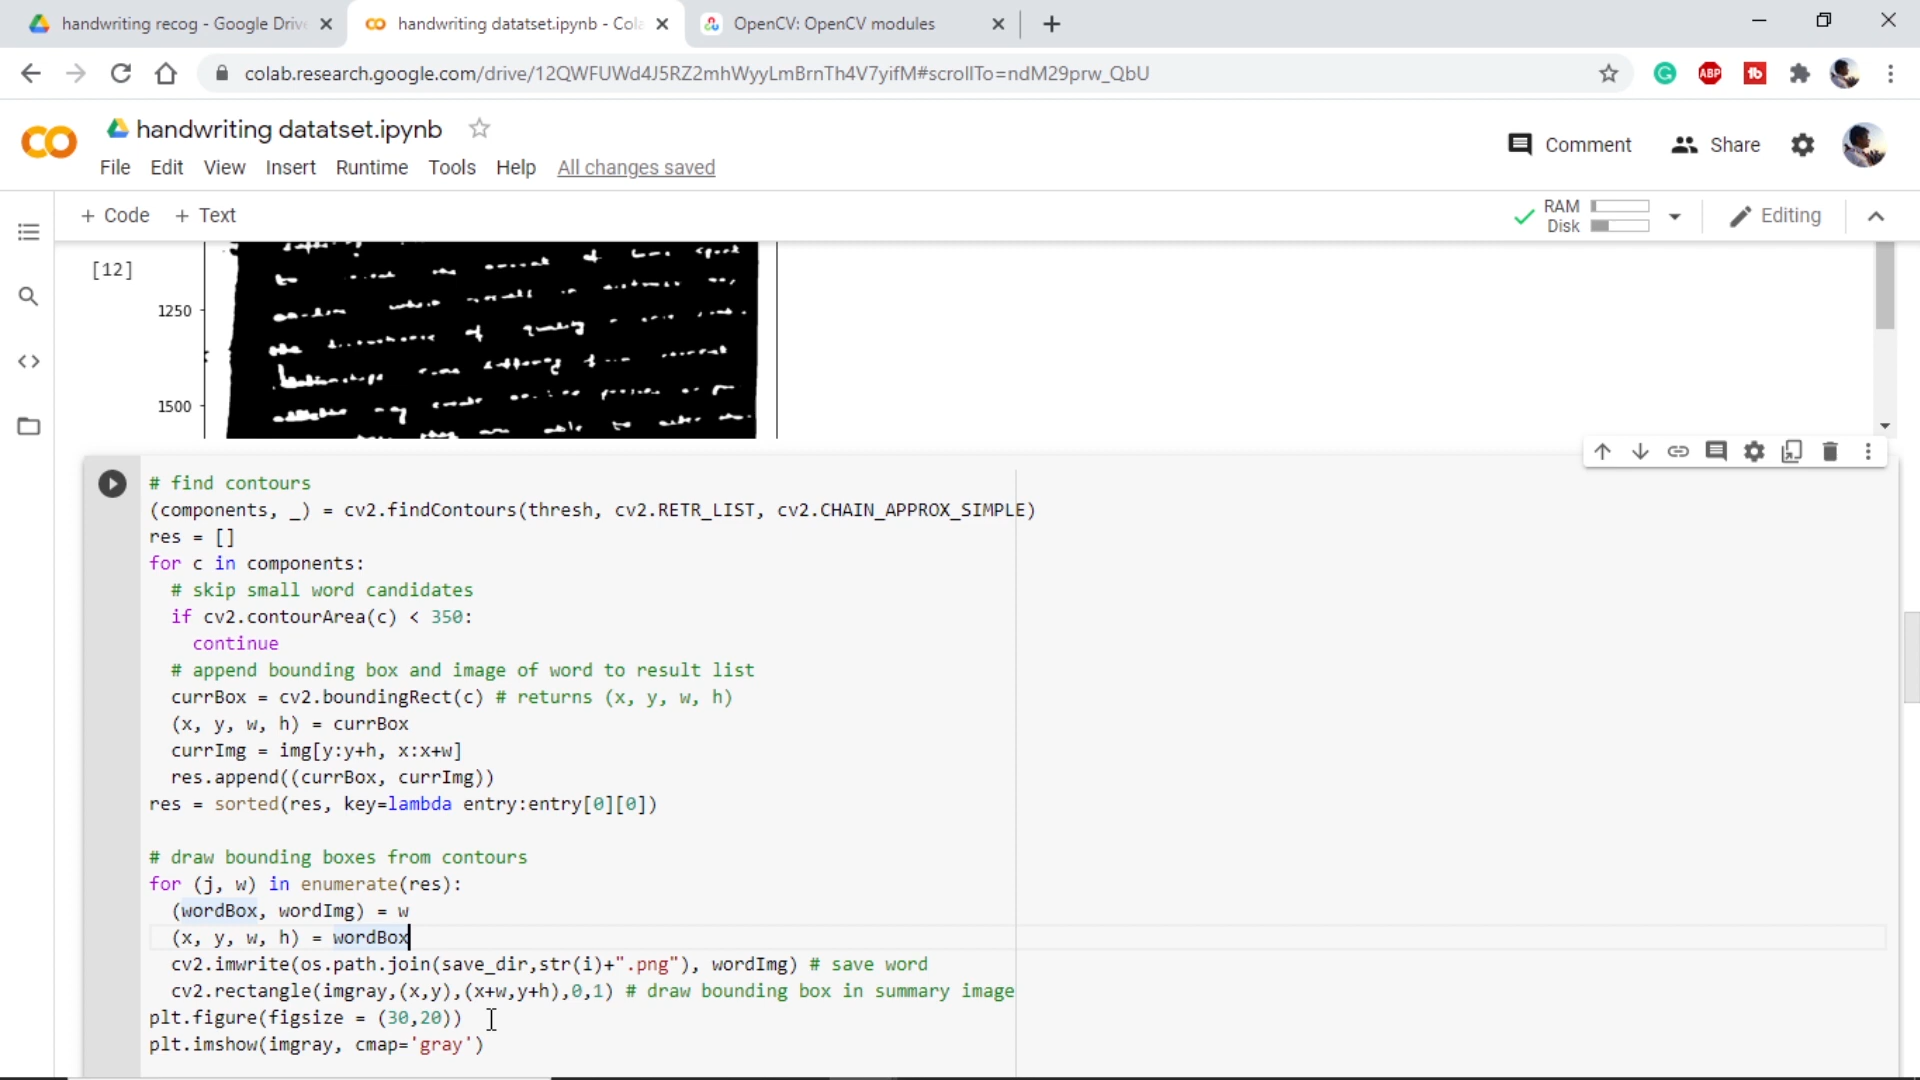 handwriting recog - Google Drive
handwriting datatset.ipynb - Cola
OpenCV: OpenCV modules
colab.research.google.com/drive/12QWFUWd4J5RZ2mhWyyLmBrnTh4V7yifM#scrollTo=ndM29prw_QbU
ABP
handwriting datatset.ipynb
Comment
Share
File Edit View Insert Runtime Tools Help All changes saved
+ Code + Text
RAM
Disk
Editing
[12]
1250
of quality
1500
# find contours
(components, _) = cv2.findContours(thresh, cv2.RETR_LIST, cv2.CHAIN_APPROX_SIMPLE)
res = []
for c in components:
# skip small word candidates
if cv2.contourArea(c) < 350:
continue
# append bounding box and image of word to result list
currBox = cv2.boundingRect(c) # returns (x, y, w, h)
(x, y, w, h) = currBox
currImg = img[y:y+h, x:x+w]
res.append((currBox, currImg))
res = sorted(res, key=lambda entry:entry[0][0])
# draw bounding boxes from contours
for (j, w) in enumerate(res):
(wordBox, wordImg) = w
(x, y, w, h) = wordBox
cv2.imwrite(os.path.join(save_dir,str(i)+".png"), wordImg) # save word
cv2.rectangle(imgray,(x,y),(x+w,y+h),0,1) # draw bounding box in summary image
plt.figure(figsize = (30,20))
plt.imshow(imgray, cmap='gray')